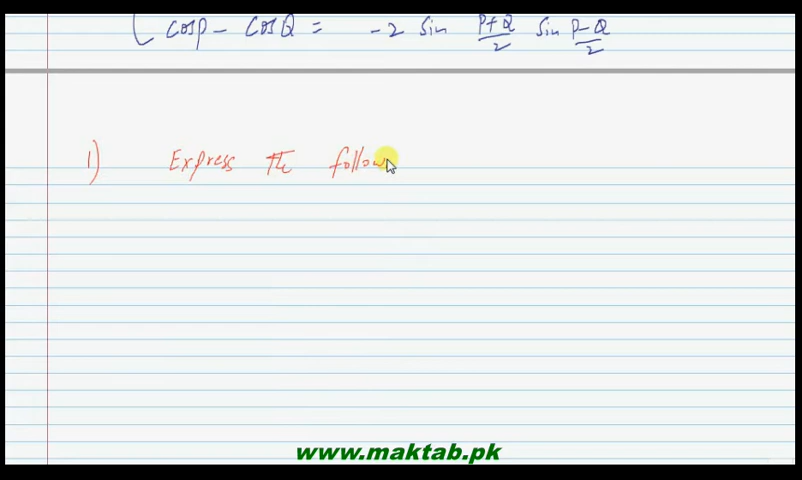 CosP - CosQ = -2 Sin P+Q/2 Sin P-Q/2
1) Express the follow
www.maktab.pk